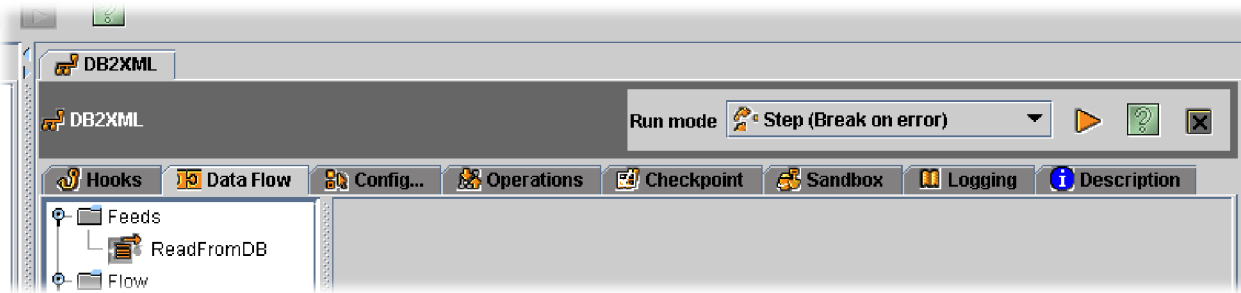 DB2XML
DB2XML
Run mode Step (Break on error)
Hooks Data Flow Config... Operations Checkpoint Sandbox Logging Description
Feeds
ReadFromDB
Flow